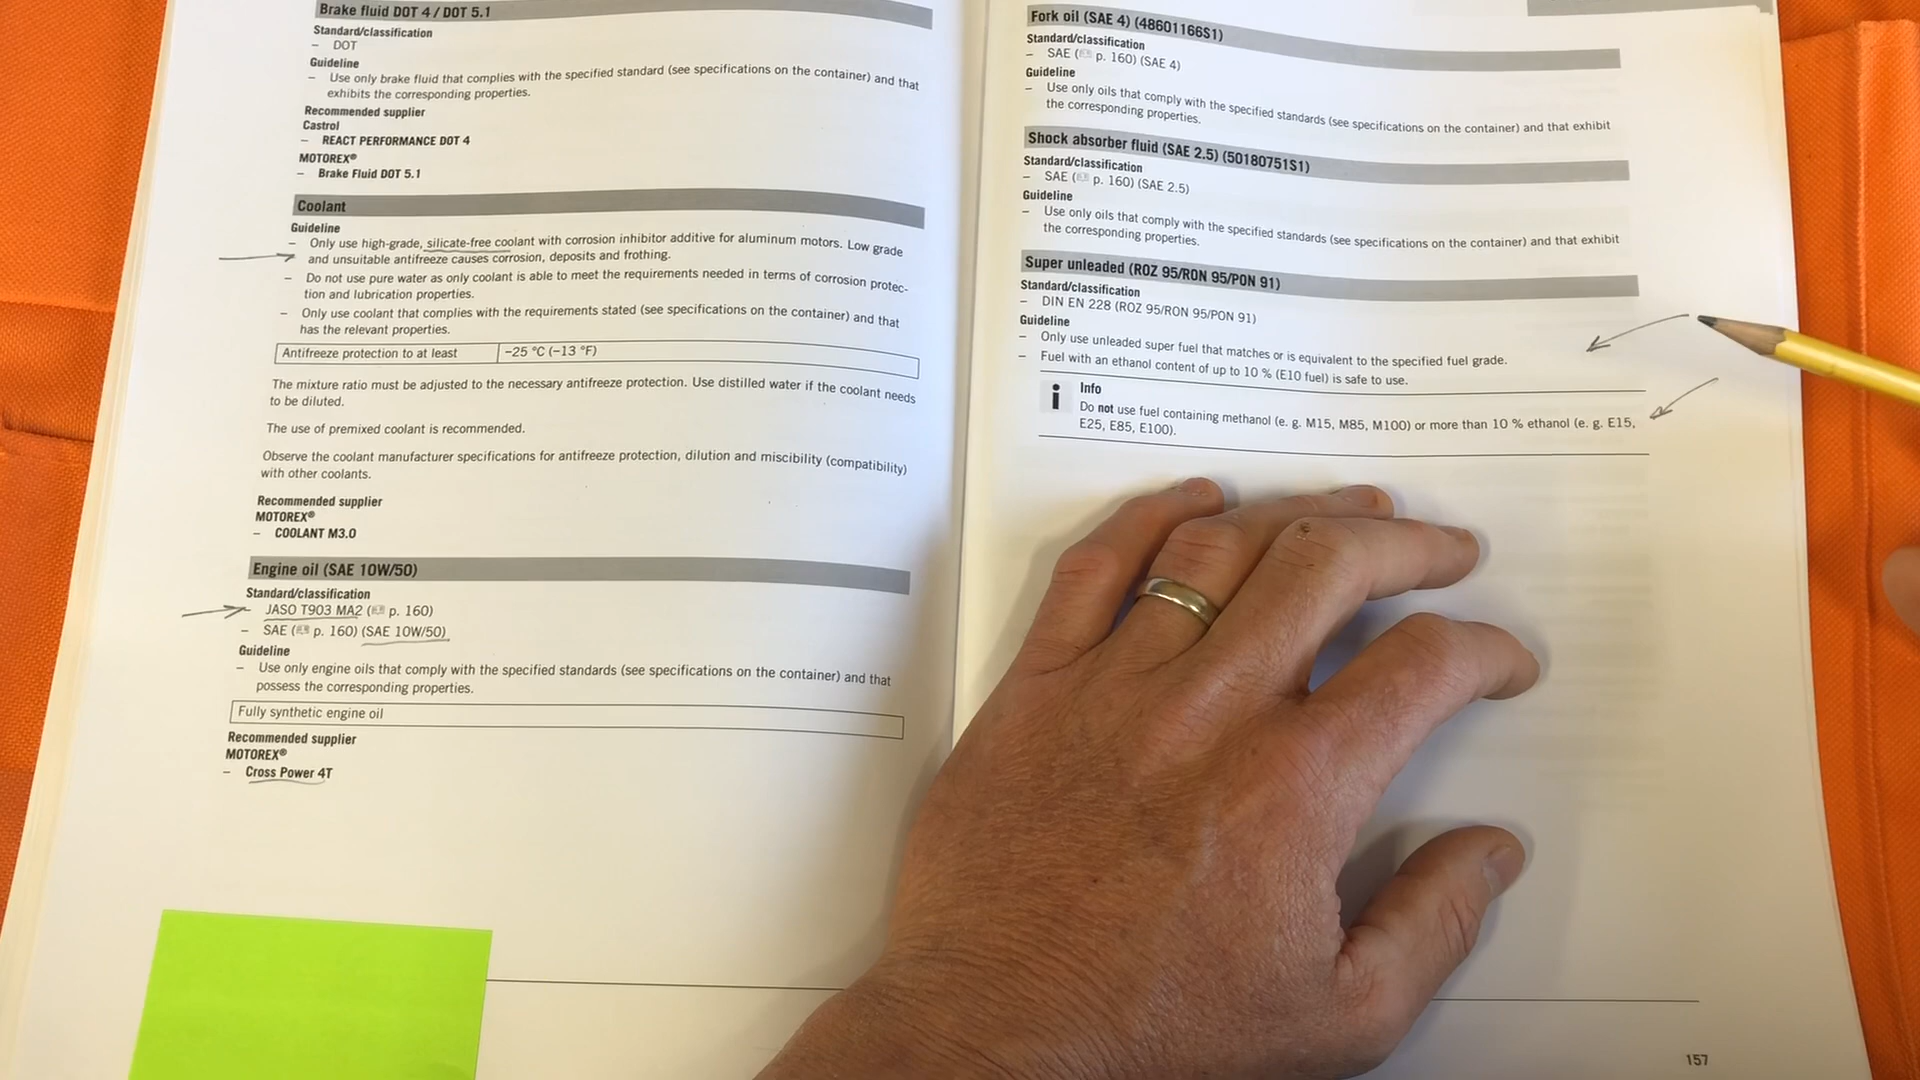 Brake fluid DOT 4 / DOT 5.1
Standard/classification
– DOT
Guideline
– Use only brake fluid that complies with the specified standard (see specifications on the container) and that
exhibits the corresponding properties.
Recommended supplier
Castrol
– REACT PERFORMANCE DOT 4
MOTOREX®
– Brake Fluid DOT 5.1
Coolant
Guideline
– Only use high-grade, silicate-free coolant with corrosion inhibitor additive for aluminum motors. Low grade
and unsuitable antifreeze causes corrosion, deposits and frothing.
– Do not use pure water as only coolant is able to meet the requirements needed in terms of corrosion protec-
tion and lubrication properties.
– Only use coolant that complies with the requirements stated (see specifications on the container) and that
has the relevant properties.
Antifreeze protection to at least −25 °C (−13 °F)
The mixture ratio must be adjusted to the necessary antifreeze protection. Use distilled water if the coolant needs
to be diluted.
The use of premixed coolant is recommended.
Observe the coolant manufacturer specifications for antifreeze protection, dilution and miscibility (compatibility)
with other coolants.
Recommended supplier
MOTOREX®
– COOLANT M3.0
Engine oil (SAE 10W/50)
Standard/classification
– JASO T903 MA2 ( p. 160)
– SAE ( p. 160) (SAE 10W/50)
Guideline
– Use only engine oils that comply with the specified standards (see specifications on the container) and that
possess the corresponding properties.
Fully synthetic engine oil
Recommended supplier
MOTOREX®
– Cross Power 4T
Fork oil (SAE 4) (48601166S1)
Standard/classification
– SAE ( p. 160) (SAE 4)
Guideline
– Use only oils that comply with the specified standards (see specifications on the container) and that exhibit
the corresponding properties.
Shock absorber fluid (SAE 2.5) (50180751S1)
Standard/classification
– SAE ( p. 160) (SAE 2.5)
Guideline
– Use only oils that comply with the specified standards (see specifications on the container) and that exhibit
the corresponding properties.
Super unleaded (ROZ 95/RON 95/PON 91)
Standard/classification
– DIN EN 228 (ROZ 95/RON 95/PON 91)
Guideline
– Only use unleaded super fuel that matches or is equivalent to the specified fuel grade.
– Fuel with an ethanol content of up to 10 % (E10 fuel) is safe to use.
i Info
Do not use fuel containing methanol (e. g. M15, M85, M100) or more than 10 % ethanol (e. g. E15,
E25, E85, E100).
157